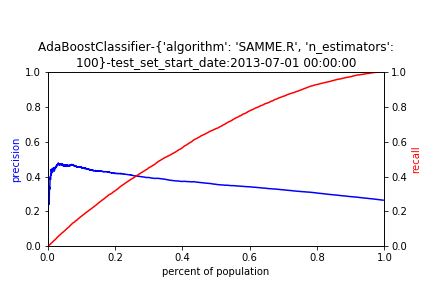 AdaBoostClassifier-{'algorithm': 'SAMME.R', 'n_estimators':
100}-test_set_start_date:2013-07-01 00:00:00
1.0 1.0
0.8 0.8
0.6 0.6
precision recall
0.4 0.4
0.2 0.2
0.0 0.0
0.0 0.2 0.4 0.6 0.8 1.0
percent of population